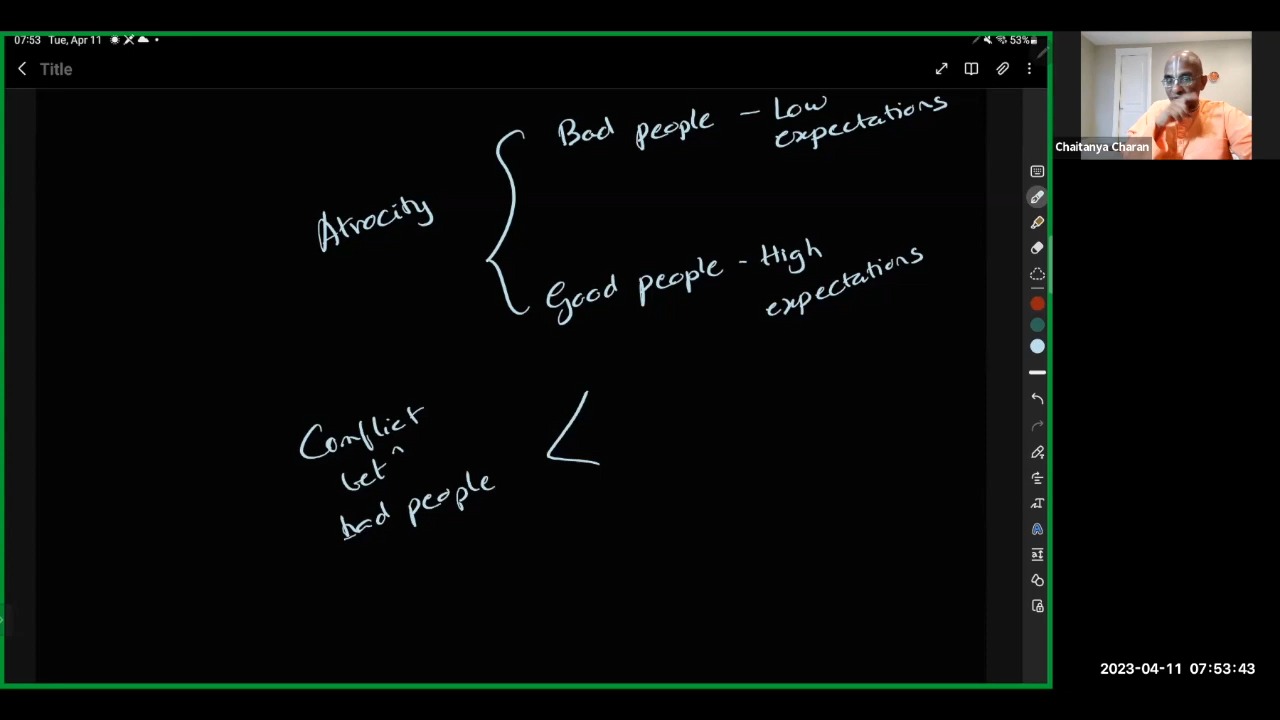 07:53 Tue, Apr 11
53%
Title
Bad people - Low
expectations
Atrocity
Good people - High
expectations
Conflict
bet^n
bad people
Chaitanya Charan
2023-04-11 07:53:43